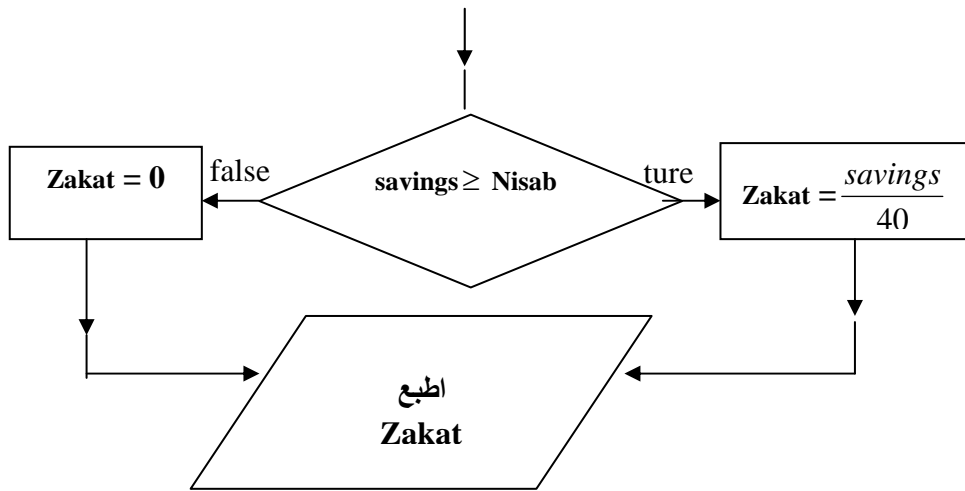 savings ≥ Nisab
false
ture
Zakat = 0
Zakat = savings/40
اطبع
Zakat